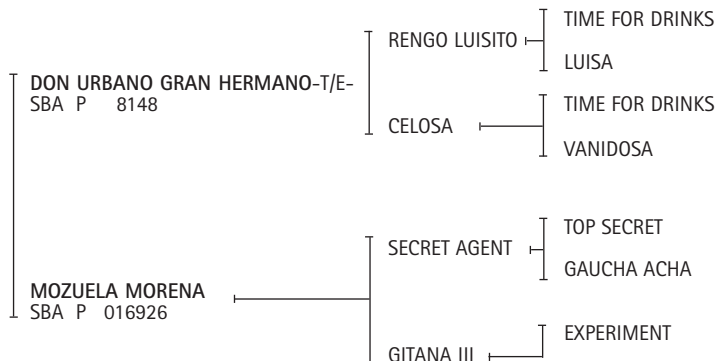 TIME FOR DRINKS
RENGO LUISITO
LUISA
DON URBANO GRAN HERMANO-T/E-
SBA P 8148
TIME FOR DRINKS
CELOSA
VANIDOSA
TOP SECRET
SECRET AGENT
GAUCHA ACHA
MOZUELA MORENA
SBA P 016926
EXPERIMENT
GITANA III